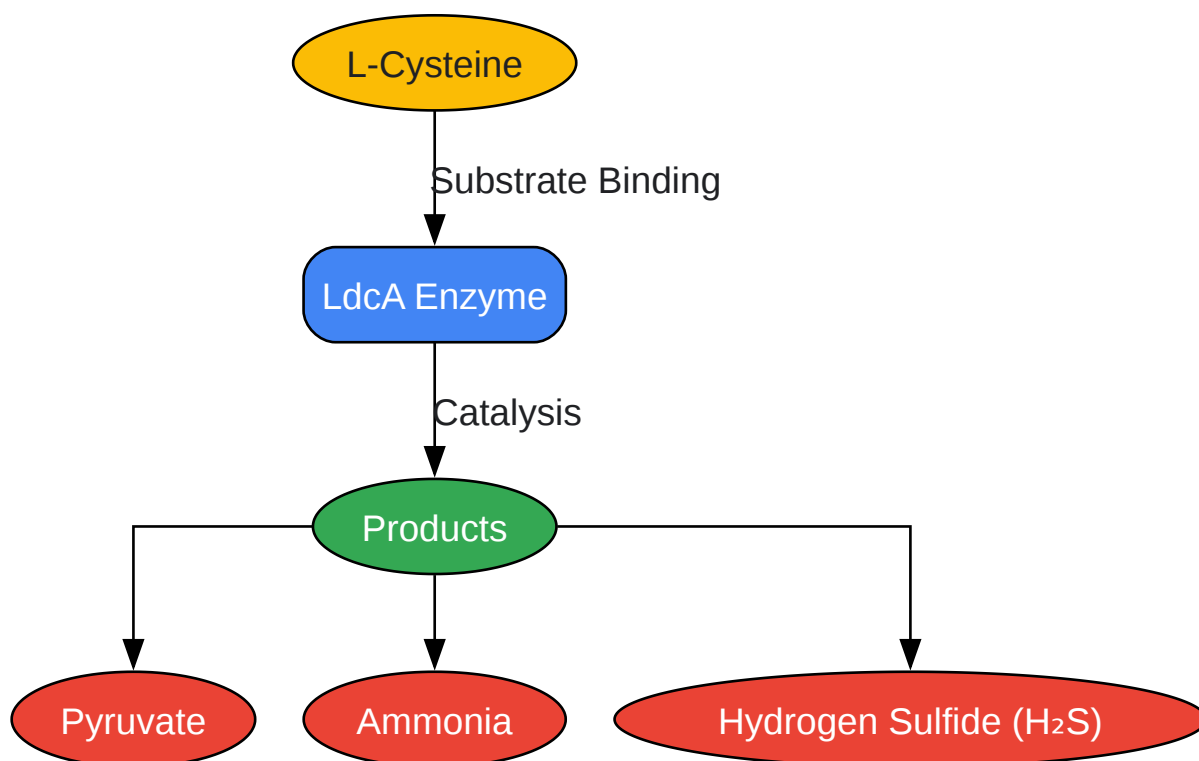 L-Cysteine
Substrate Binding
LdcA Enzyme
Catalysis
Products
Pyruvate
Ammonia
Hydrogen Sulfide (H₂S)